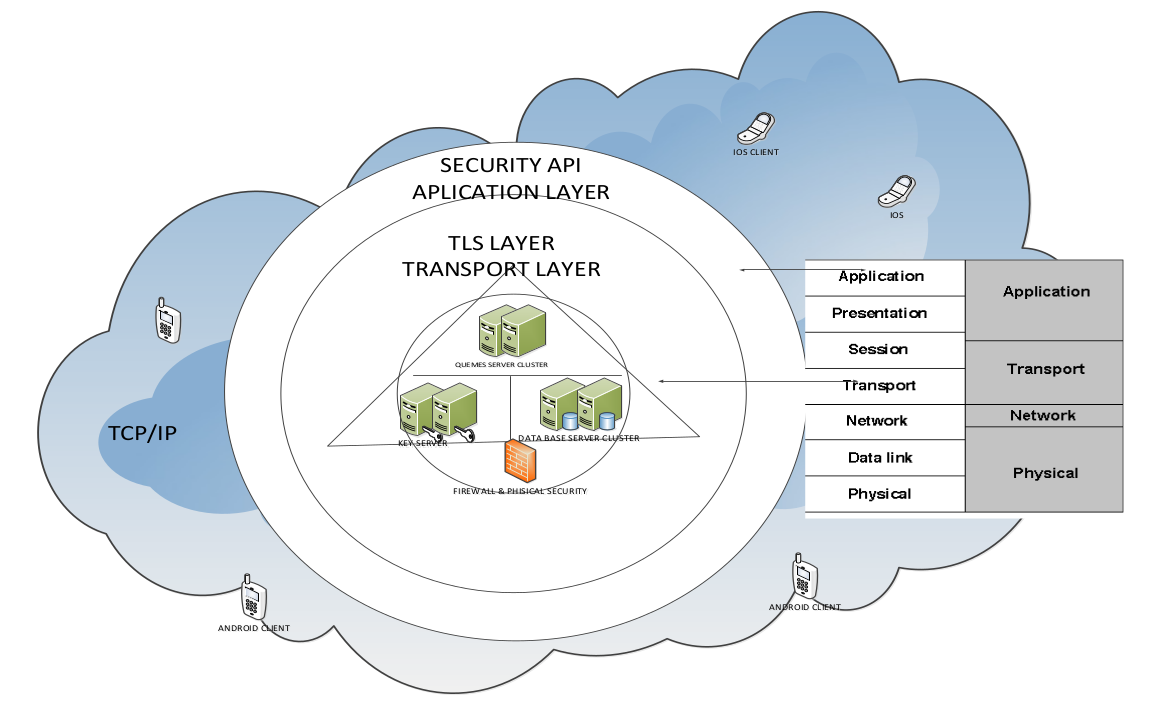 IOS CLIENT
IOS
SECURITY API
APLICATION LAYER
TLS LAYER
TRANSPORT LAYER
QUEMES SERVER CLUSTER
KEY SERVER
DATA BASE SERVER CLUSTER
FIREWALL & PHISICAL SECURITY
TCP/IP
ANDROID CLIENT
ANDROID CLIENT
Application
Presentation
Session
Transport
Network
Data link
Physical
Application
Transport
Network
Physical